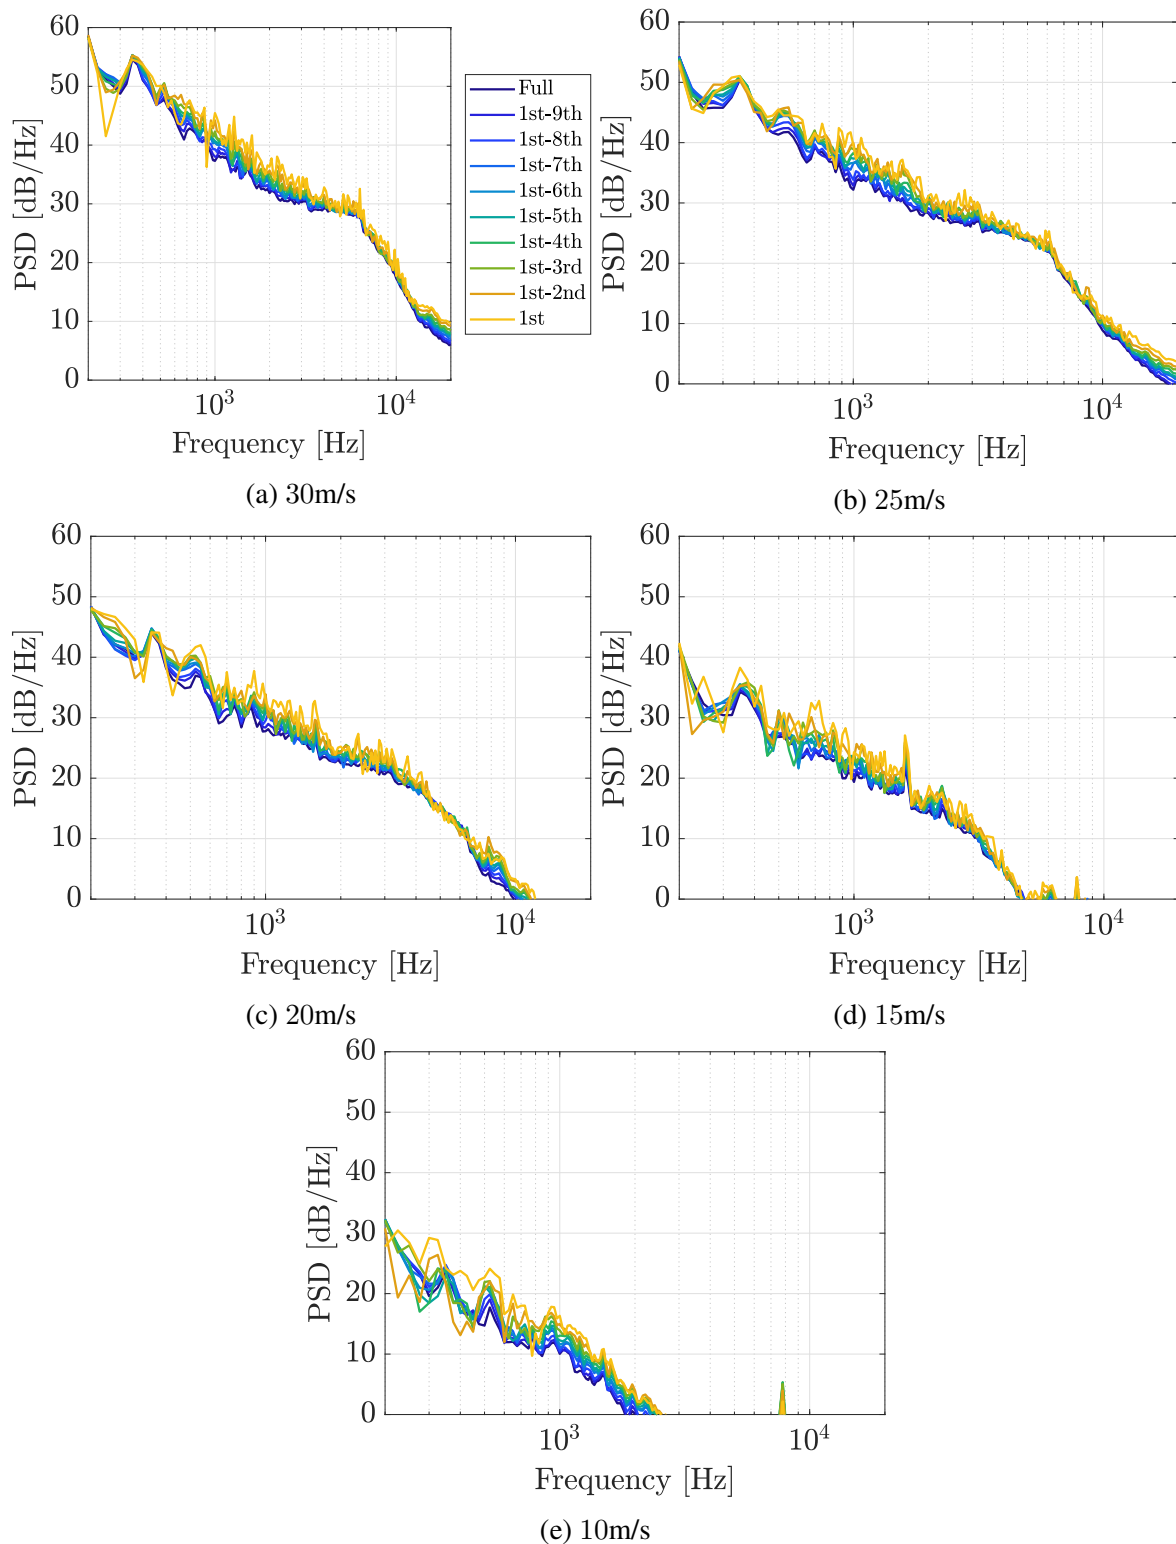 60
50
40
30
20
10
0
PSD [dB/Hz]
10^3
10^4
Frequency [Hz]
Full
1st-9th
1st-8th
1st-7th
1st-6th
1st-5th
1st-4th
1st-3rd
1st-2nd
1st
(a) 30m/s
60
50
40
30
20
10
0
PSD [dB/Hz]
10^3
10^4
Frequency [Hz]
(b) 25m/s
60
50
40
30
20
10
0
PSD [dB/Hz]
10^3
10^4
Frequency [Hz]
(c) 20m/s
60
50
40
30
20
10
0
PSD [dB/Hz]
10^3
10^4
Frequency [Hz]
(d) 15m/s
60
50
40
30
20
10
0
PSD [dB/Hz]
10^3
10^4
Frequency [Hz]
(e) 10m/s